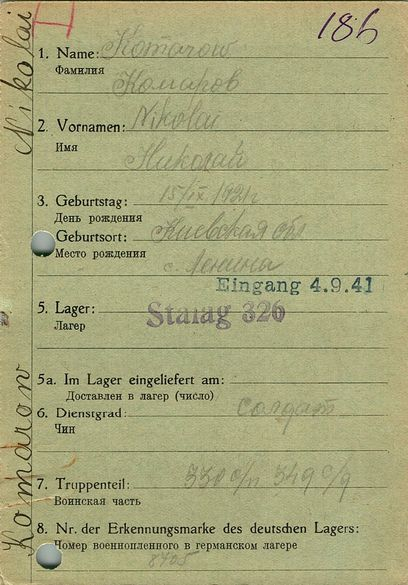 186
Nikolai
1. Name: Komarow
Фамилия
Комаров
2. Vornamen: Nikolai
Имя
Николай
3. Geburtstag: 15/IX 1921г
День рождения
Geburtsort: Киевская обл
Место рождения
с. Ленина
Eingang 4.9.41
5. Lager: Stalag 326
Лагерь
5a. Im Lager eingeliefert am:
Доставлен в лагерь (число)
6. Dienstgrad: Солдат
Чин
7. Truppenteil: 330 с/п 349 с/д
Воинская часть
8. Nr. der Erkennungsmarke des deutschen Lagers:
Номер военнопленного в германском лагере
8405
Komarow